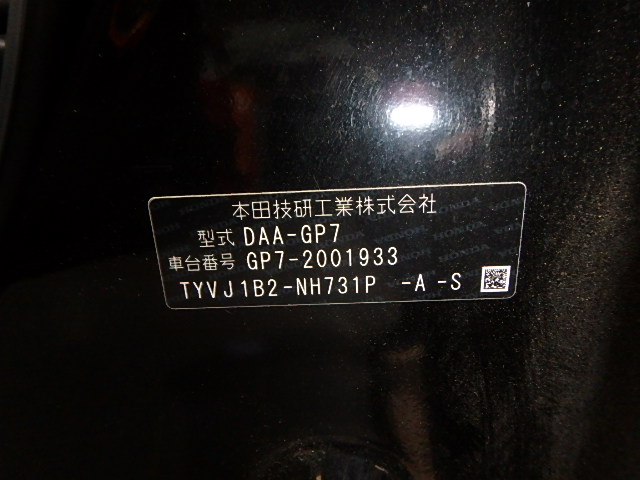 本田技研工業株式会社
型式 DAA-GP7
車台番号 GP7-2001933
TYVJ1B2-NH731P -A -S